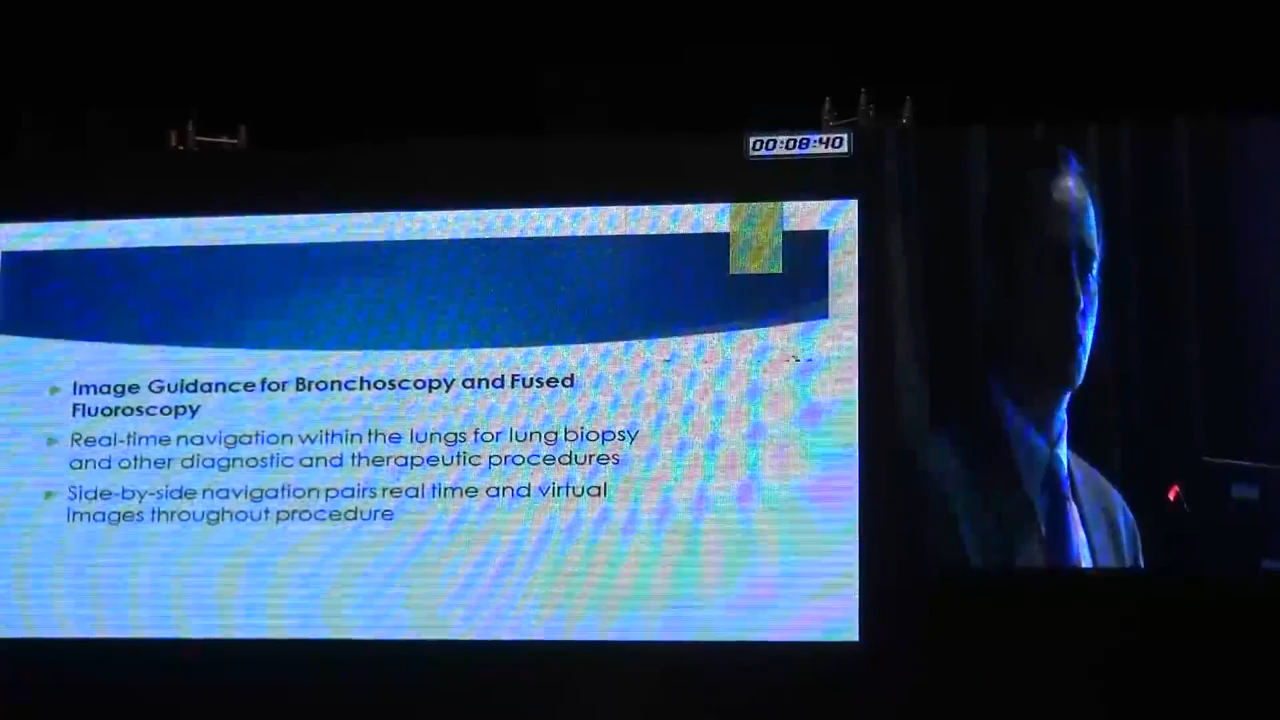 00:08:40
Image Guidance for Bronchoscopy and Fused
Fluoroscopy
Real-time navigation within the lungs for lung biopsy
and other diagnostic and therapeutic procedures
Side-by-side navigation pairs real time and virtual
Images throughout procedure